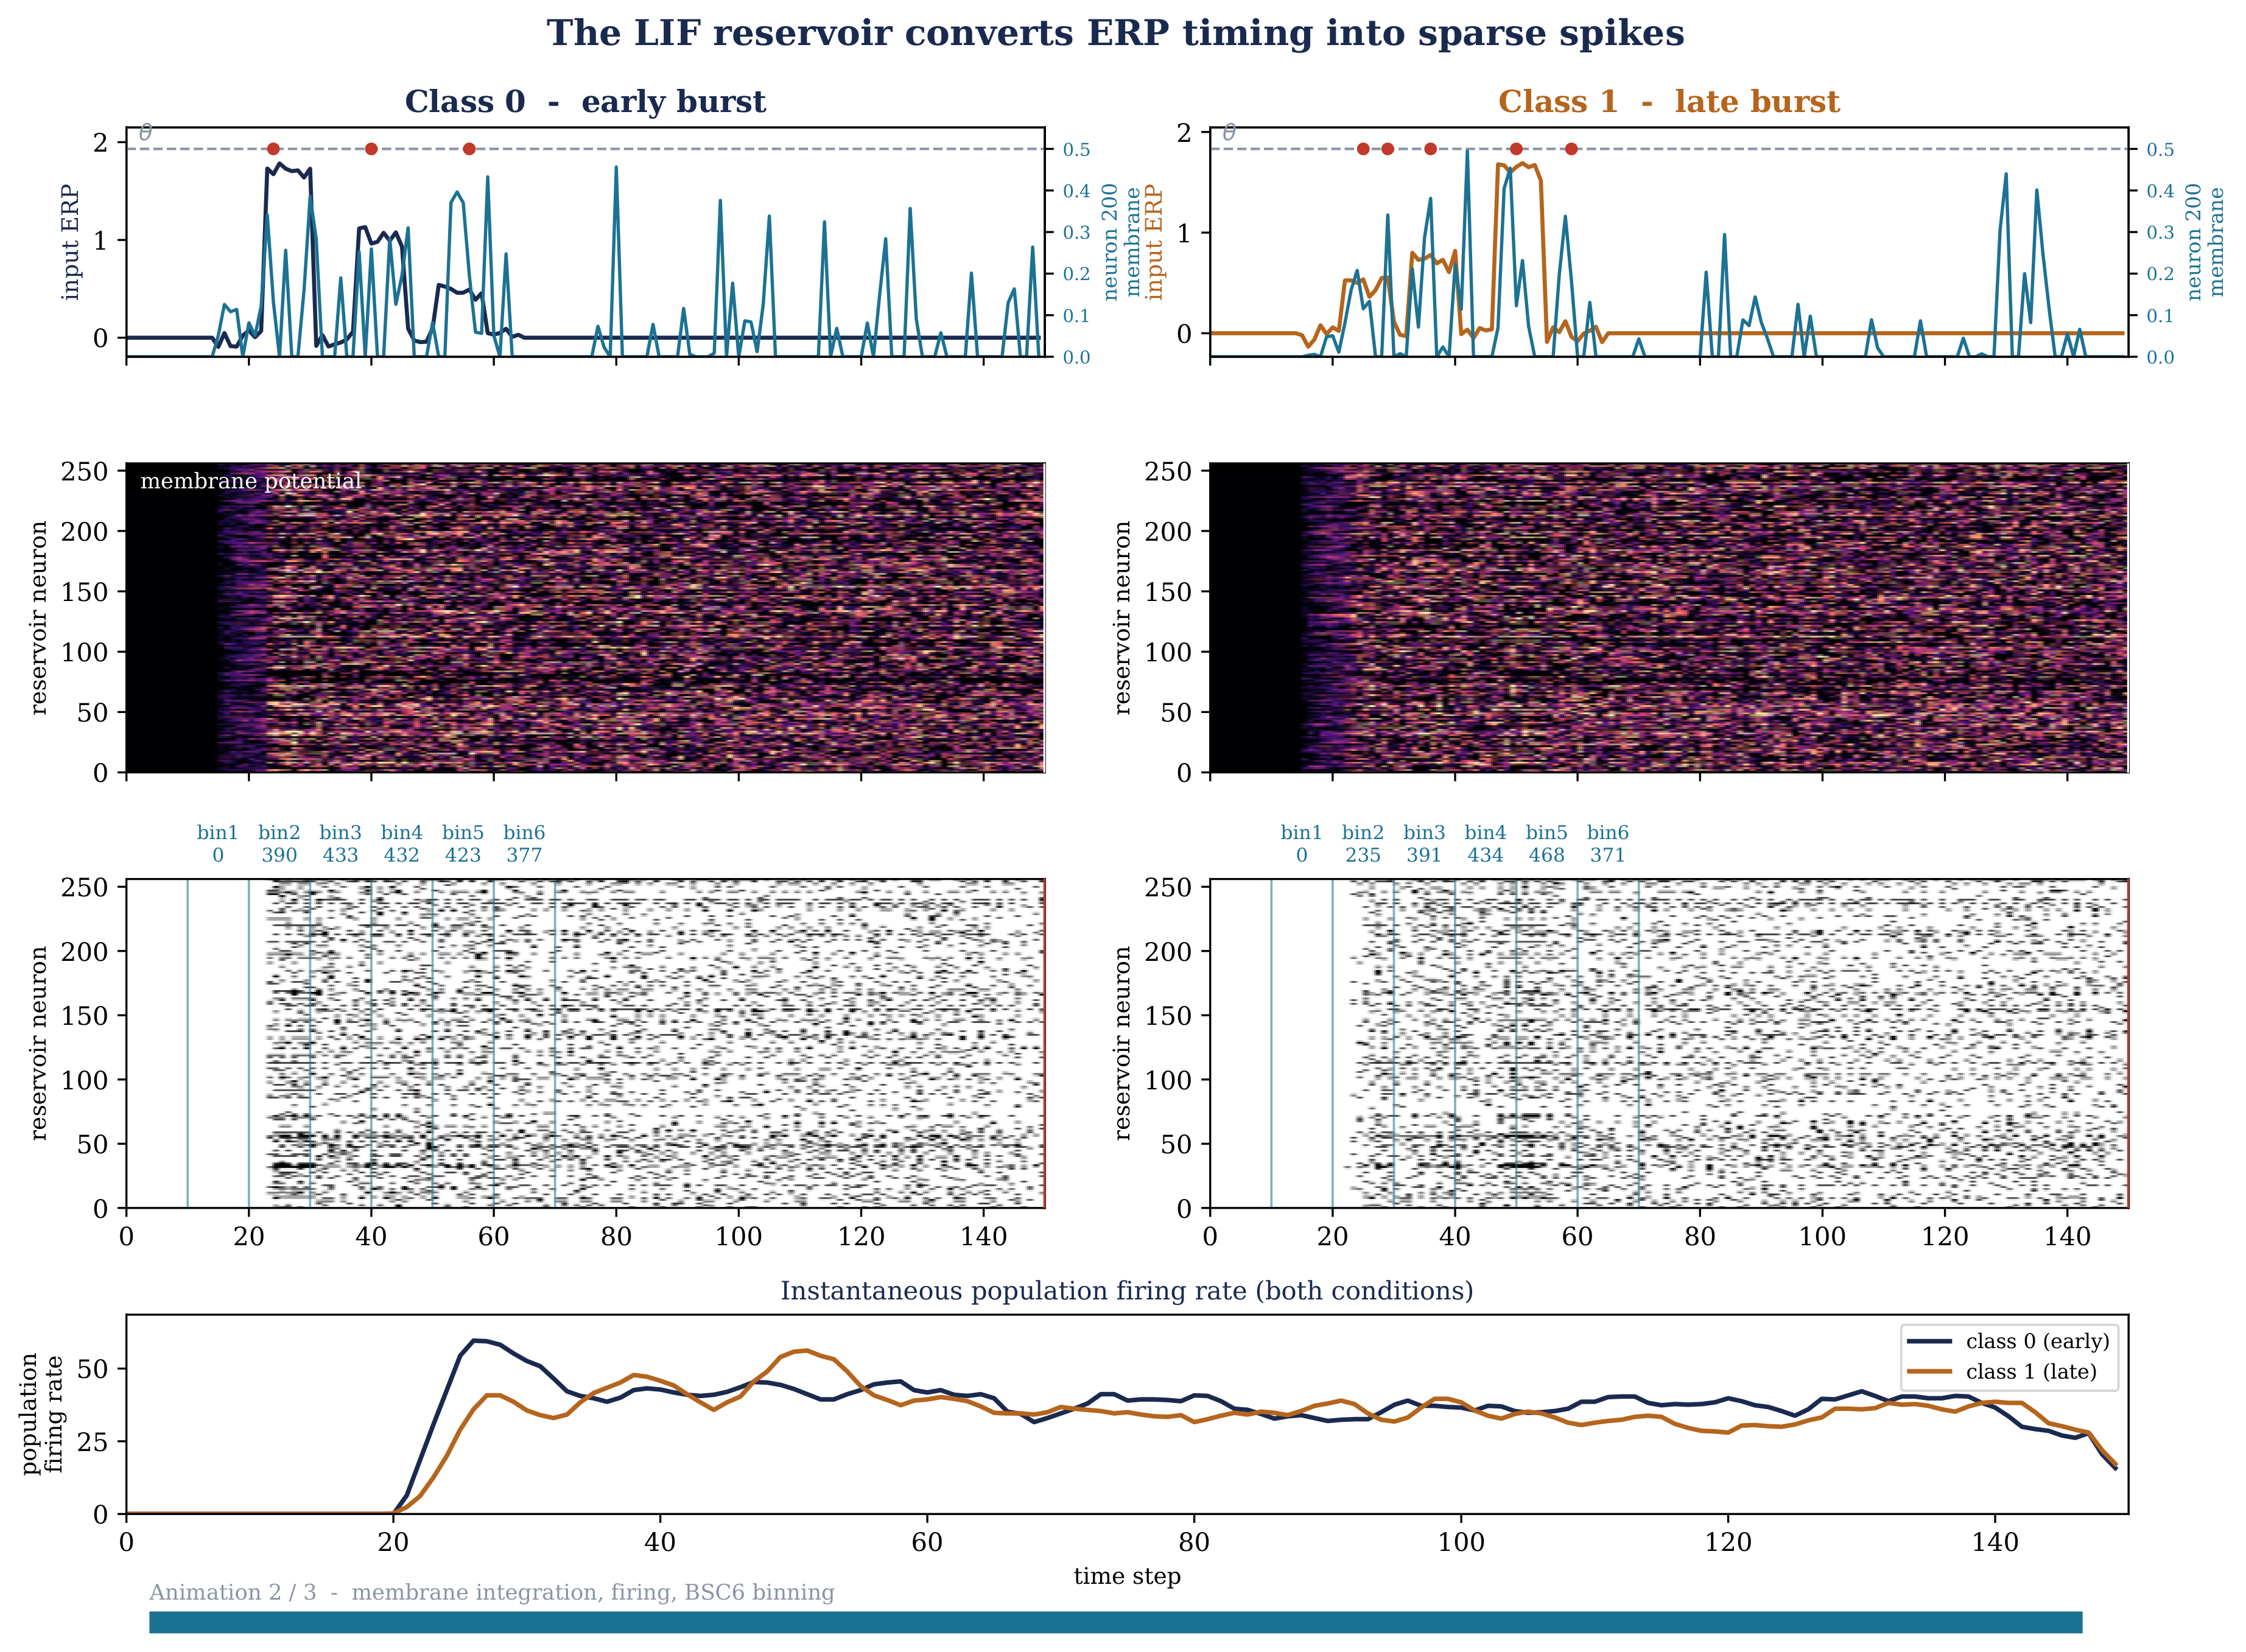 The LIF reservoir converts ERP timing into sparse spikes
Class 0 - early burst
Class 1 - late burst
θ
2
1
0
input ERP
0.5
0.4
0.3
0.2
0.1
0.0
neuron 200
membrane
θ
2
1
0
input ERP
0.5
0.4
0.3
0.2
0.1
0.0
neuron 200
membrane
membrane potential
250
200
150
100
50
0
reservoir neuron
250
200
150
100
50
0
reservoir neuron
bin1 bin2 bin3 bin4 bin5 bin6
0 390 433 432 423 377
bin1 bin2 bin3 bin4 bin5 bin6
0 235 391 434 468 371
250
200
150
100
50
0
reservoir neuron
0 20 40 60 80 100 120 140
250
200
150
100
50
0
reservoir neuron
0 20 40 60 80 100 120 140
Instantaneous population firing rate (both conditions)
50
25
0
population
firing rate
class 0 (early)
class 1 (late)
0 20 40 60 80 100 120 140
time step
Animation 2 / 3 - membrane integration, firing, BSC6 binning